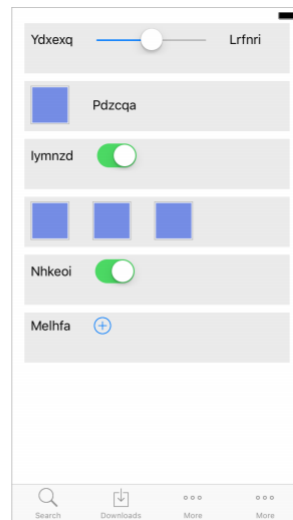 Ydxexq Lrfnri
Pdzcqa
Iymnzd
Nhkeoi
Melhfa
Search Downloads More More